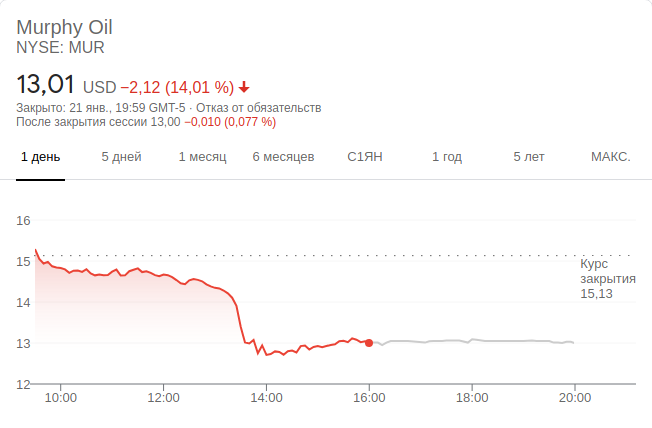 Murphy Oil
NYSE: MUR
13,01 USD −2,12 (14,01 %)
Закрыто: 21 янв., 19:59 GMT-5 · Отказ от обязательств
После закрытия сессии 13,00 −0,010 (0,077 %)
1 день 5 дней 1 месяц 6 месяцев С1ЯН 1 год 5 лет МАКС.
16
15
14
13
12
Курс
закрытия
15,13
10:00 12:00 14:00 16:00 18:00 20:00